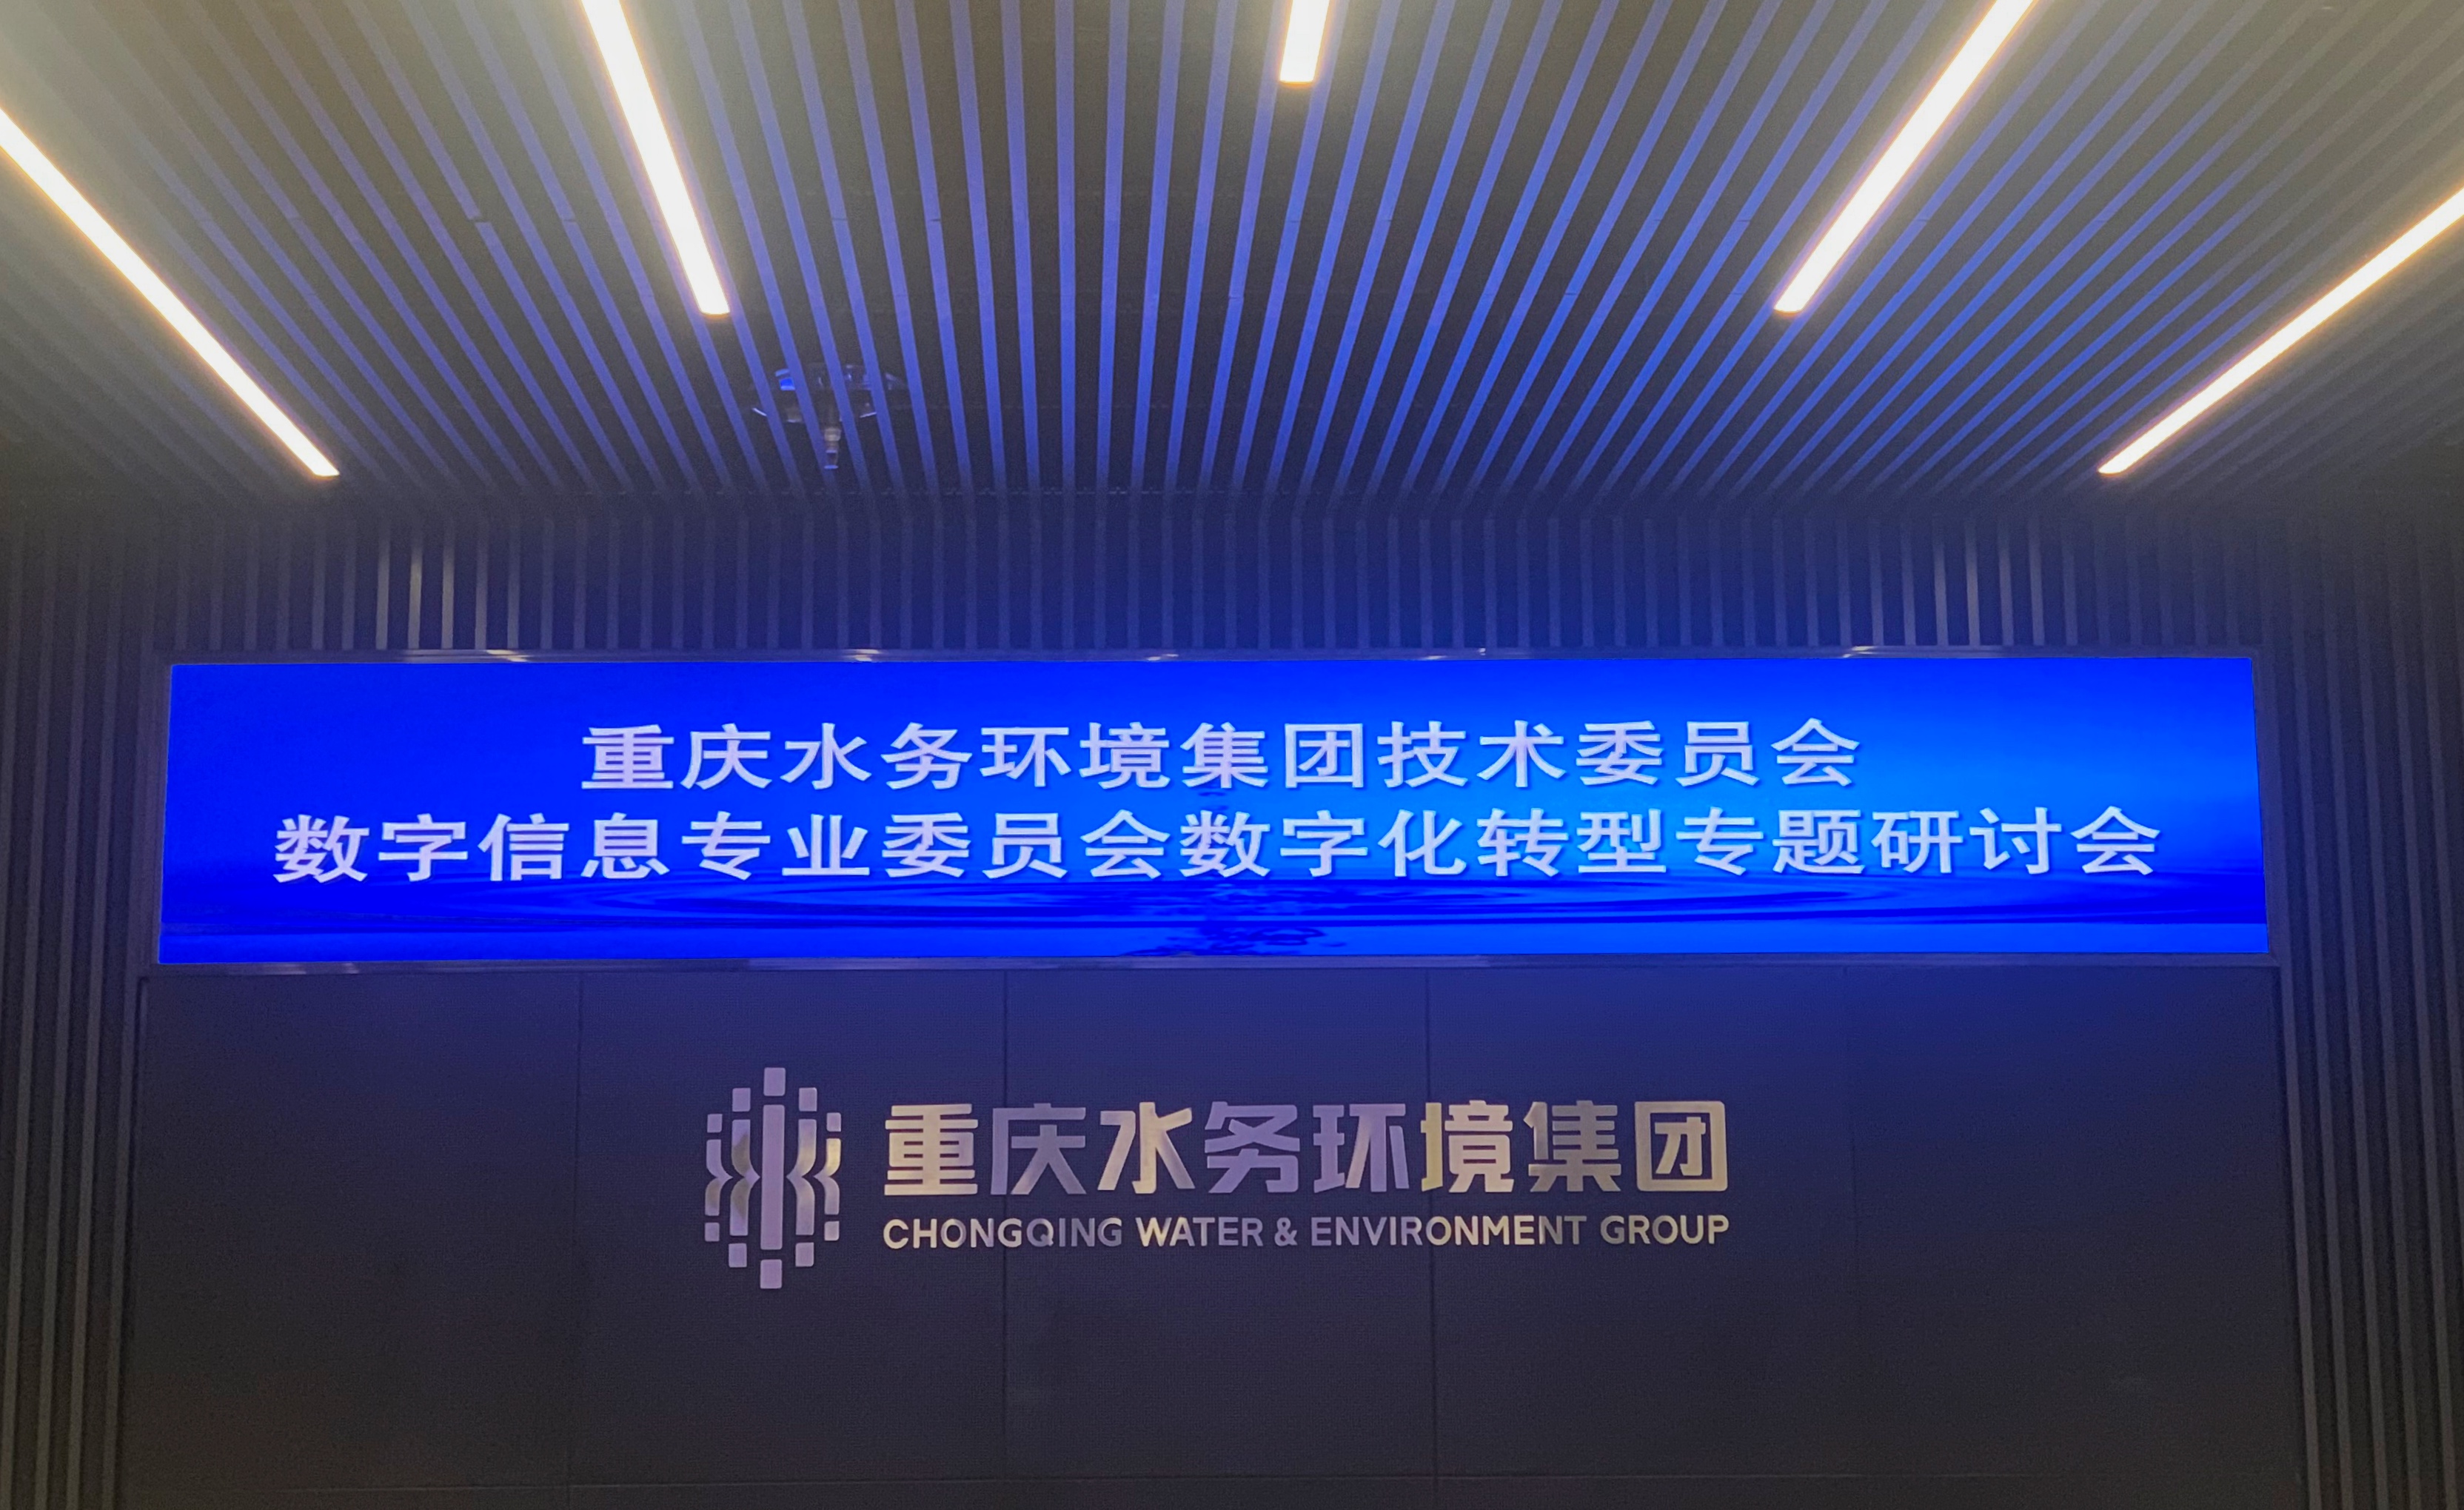 重庆水务环境集团技术委员会
数字信息专业委员会数字化转型专题研讨会
重庆水务环境集团
CHONGQING WATER & ENVIRONMENT GROUP